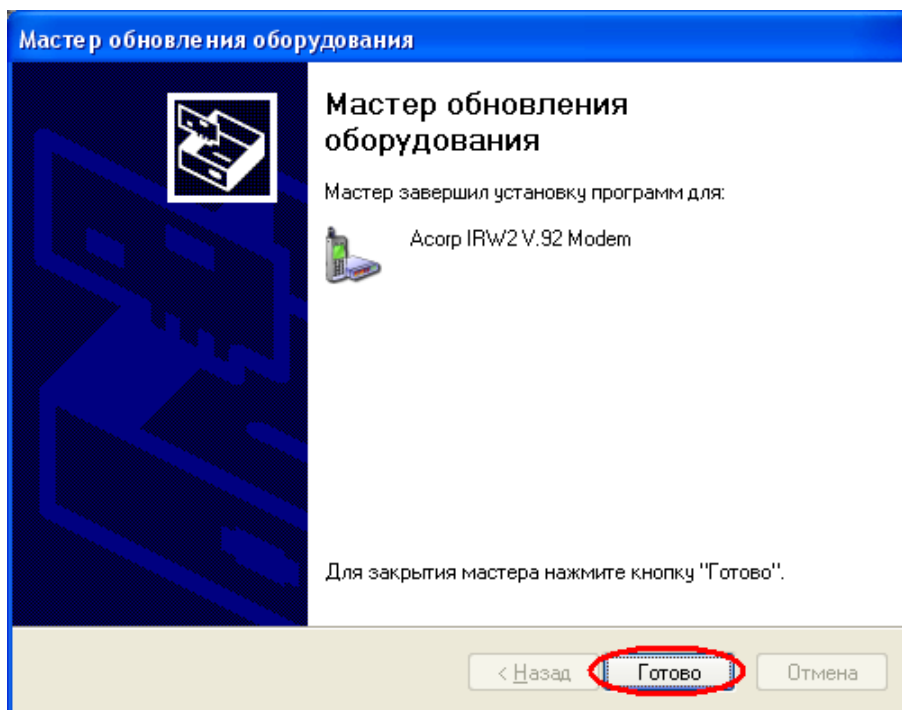 Мастер обновления оборудования
Мастер обновления
оборудования
Мастер завершил установку программ для:
Acorp IRW2 V.92 Modem
Для закрытия мастера нажмите кнопку "Готово".
< Назад
Готово
Отмена